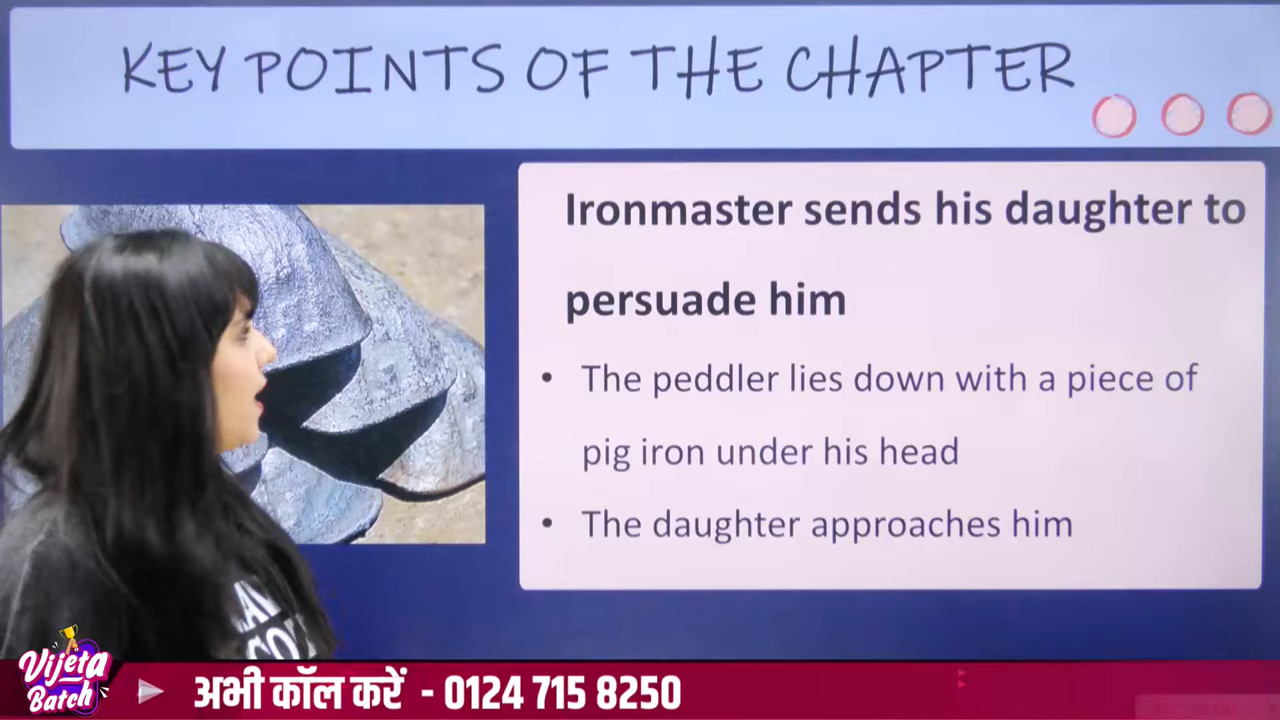 KEY POINTS OF THE CHAPTER
Ironmaster sends his daughter to
persuade him
• The peddler lies down with a piece of
pig iron under his head
• The daughter approaches him
Vijeta
Batch
अभी कॉल करें - 0124 715 8250